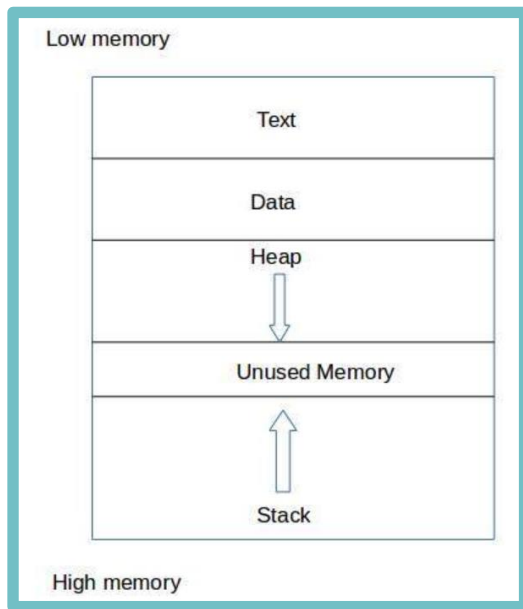 Low memory
Text
Data
Heap
Unused Memory
Stack
High memory